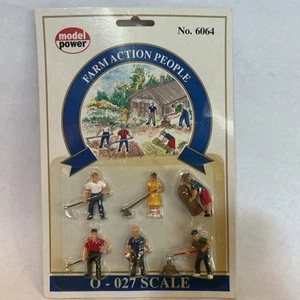 model
power
No. 6064
FARM ACTION PEOPLE
O - 027 SCALE